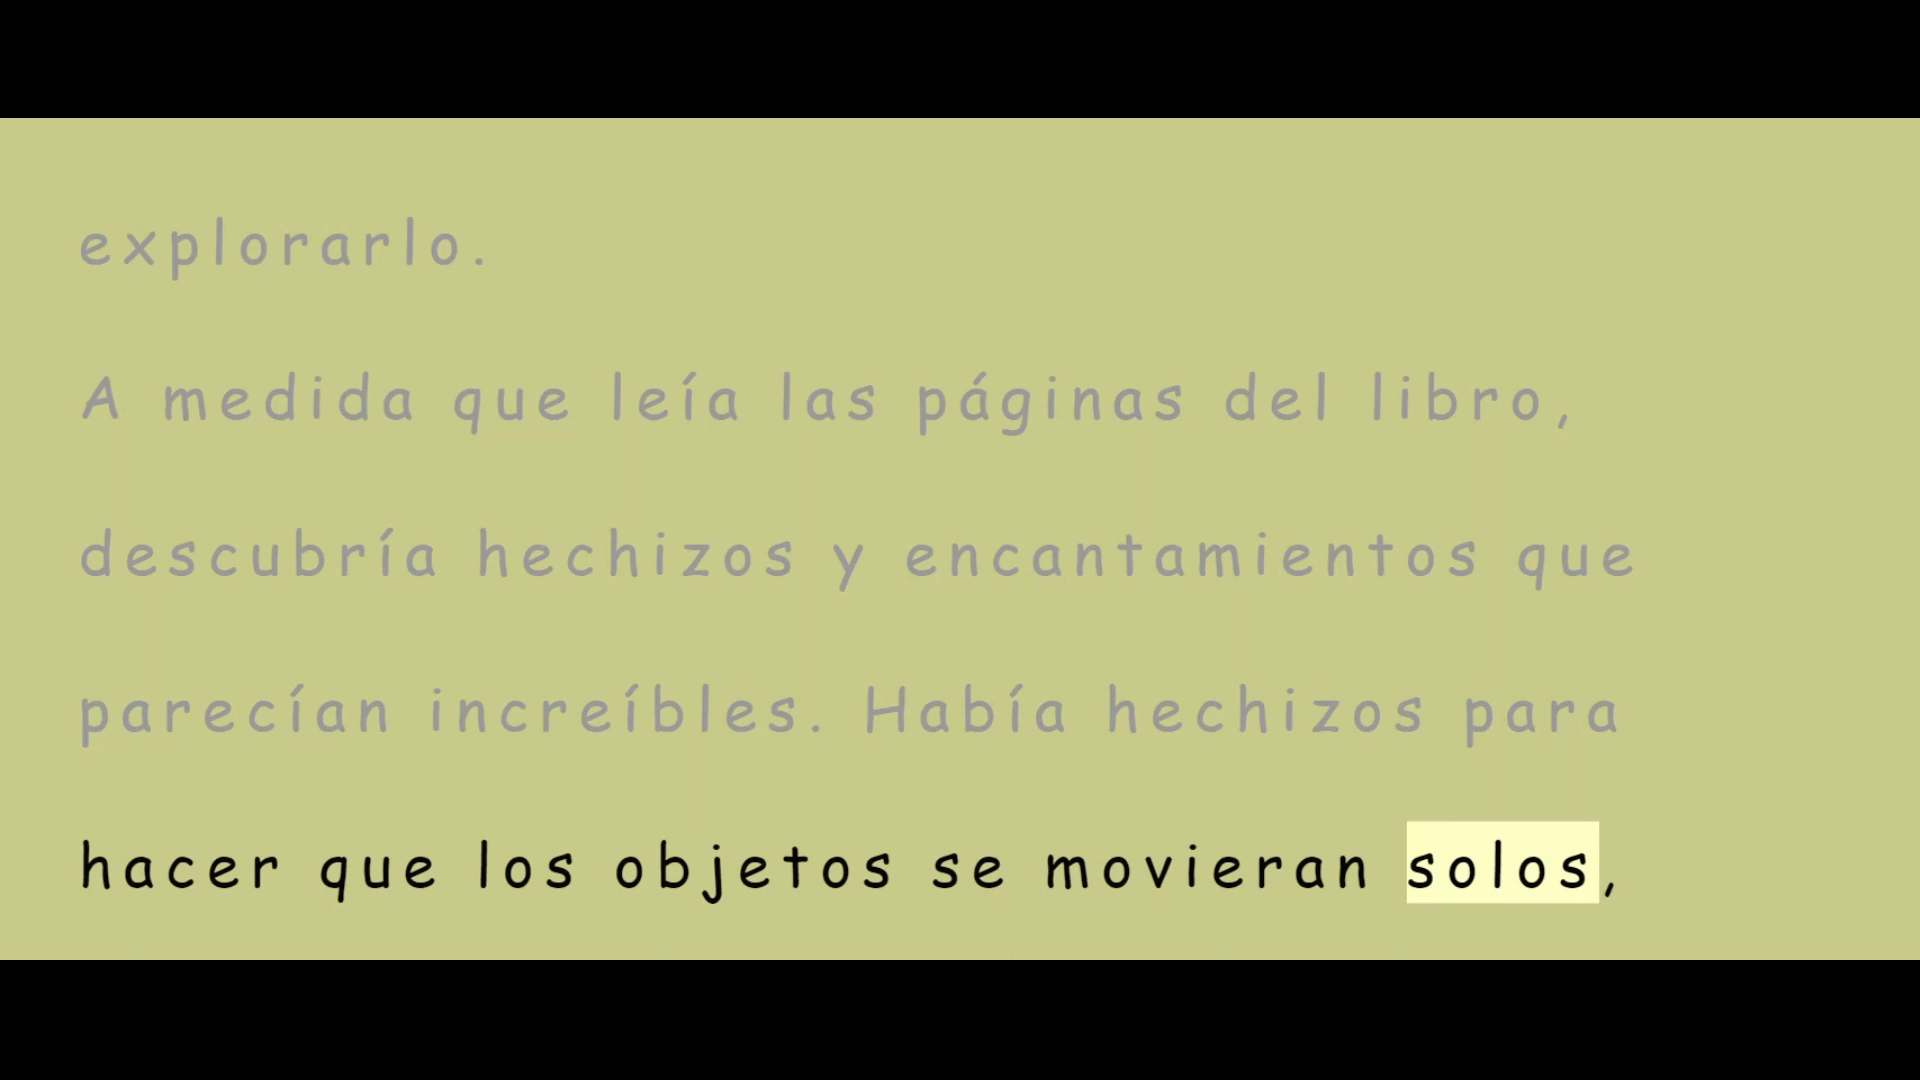 explorarlo.
A medida que leía las páginas del libro,
descubría hechizos y encantamientos que
parecían increíbles. Había hechizos para
hacer que los objetos se movieran solos,